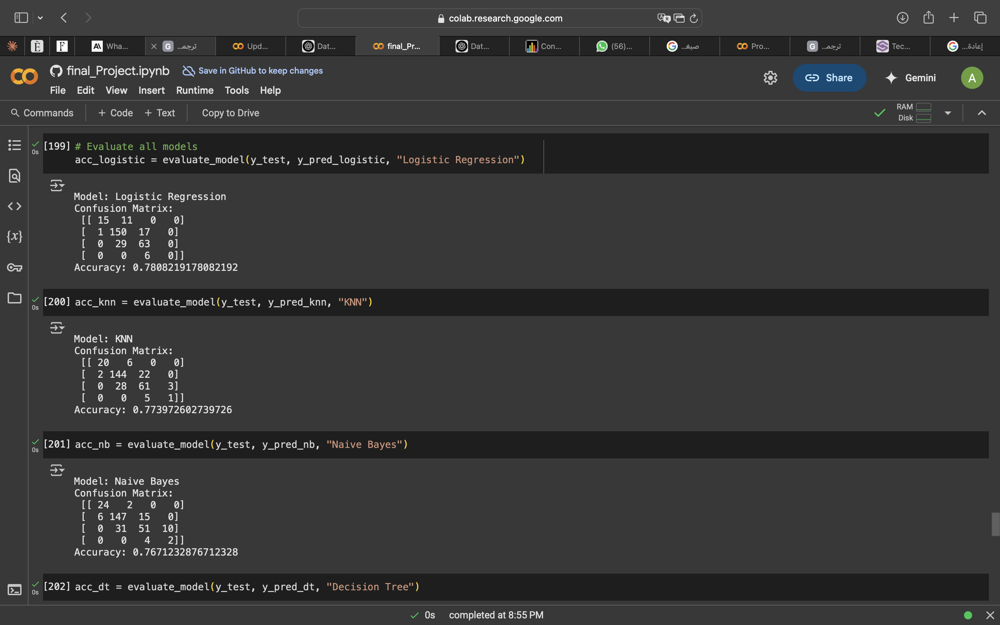 colab.research.google.com
Wha...
ترجم...
Upd...
Dat...
final_Pr...
Dat...
Con...
(56)...
صبغ...
Pro...
ترجم...
Tec...
إعادة...
final_Project.ipynb
Save in GitHub to keep changes
File Edit View Insert Runtime Tools Help
Share
Gemini
A
Commands
+ Code + Text
Copy to Drive
RAM
Disk
0s
[199] # Evaluate all models
acc_logistic = evaluate_model(y_test, y_pred_logistic, "Logistic Regression")
Model: Logistic Regression
Confusion Matrix:
[[ 15 11 0 0]
[ 1 150 17 0]
[ 0 29 63 0]
[ 0 0 6 0]]
Accuracy: 0.7808219178082192
0s
[200] acc_knn = evaluate_model(y_test, y_pred_knn, "KNN")
Model: KNN
Confusion Matrix:
[[ 20 6 0 0]
[ 2 144 22 0]
[ 0 28 61 3]
[ 0 0 5 1]]
Accuracy: 0.773972602739726
0s
[201] acc_nb = evaluate_model(y_test, y_pred_nb, "Naive Bayes")
Model: Naive Bayes
Confusion Matrix:
[[ 24 2 0 0]
[ 6 147 15 0]
[ 0 31 51 10]
[ 0 0 4 2]]
Accuracy: 0.7671232876712328
0s
[202] acc_dt = evaluate_model(y_test, y_pred_dt, "Decision Tree")
0s completed at 8:55 PM